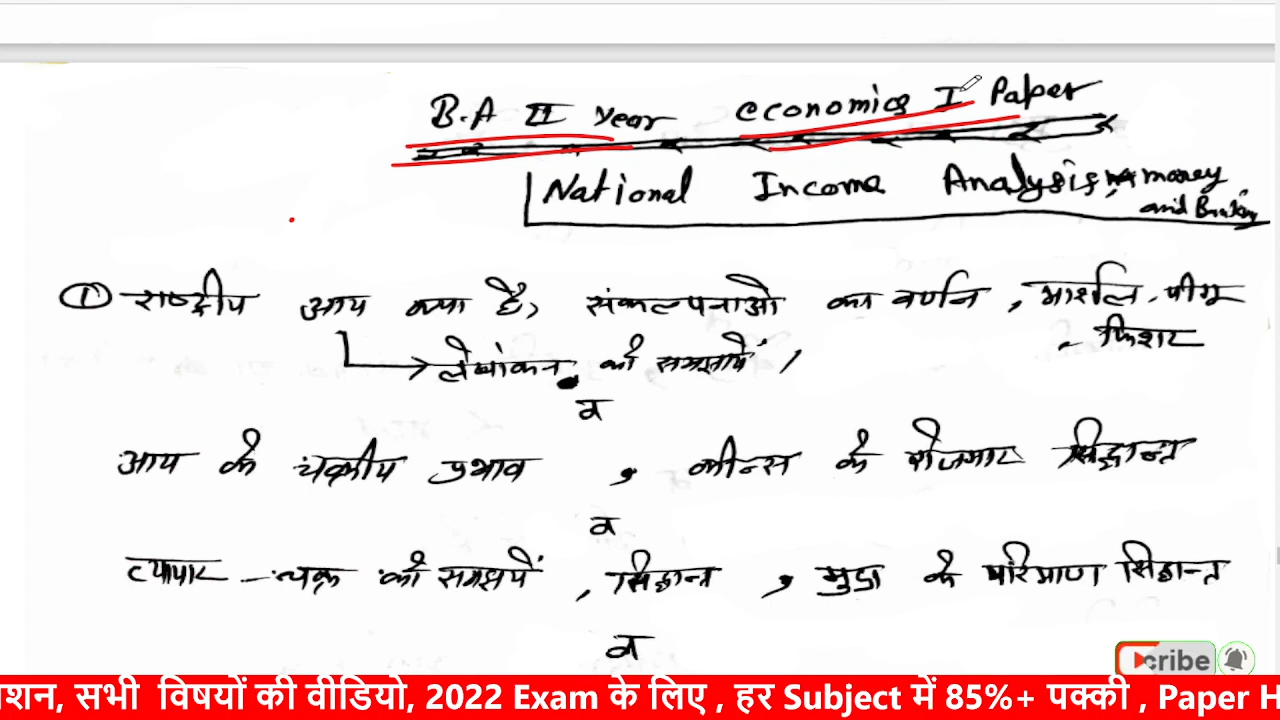 B.A II Year economics I Paper
National Income Analysis, money
and Banking
① राष्ट्रीय आय क्या है, संकल्पनाओ का वर्णन, मार्शल - पीगू
- फिशर
लेखांकन की समस्यायें,
व
आय के चक्रीय प्रभाव, कीन्स के रोजगार सिद्धान्त
व
व्यापार - चक्र की समस्यायें, सिद्धान्त, मुद्रा के परिमाण सिद्धान्त
व
cribe
शन, सभी विषयों की वीडियो, 2022 Exam के लिए , हर Subject में 85%+ पक्की , Paper H